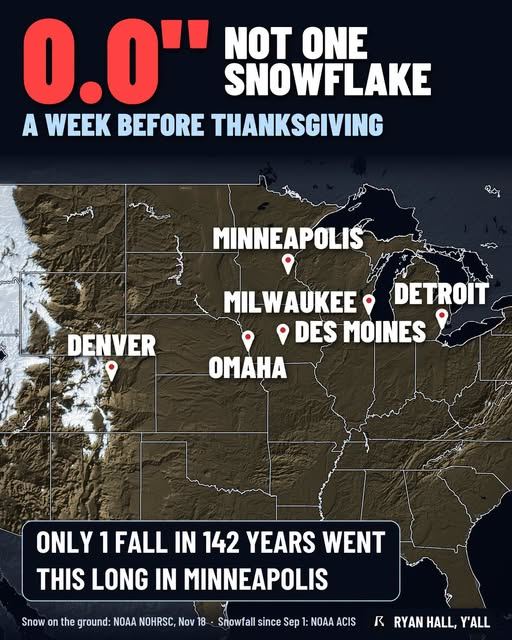 0.0" NOT ONE
SNOWFLAKE
A WEEK BEFORE THANKSGIVING
MINNEAPOLIS
MILWAUKEE
DETROIT
DES MOINES
DENVER
OMAHA
ONLY 1 FALL IN 142 YEARS WENT
THIS LONG IN MINNEAPOLIS
Snow on the ground: NOAA NOHRSC, Nov 18 · Snowfall since Sep 1: NOAA ACIS
RYAN HALL, Y'ALL